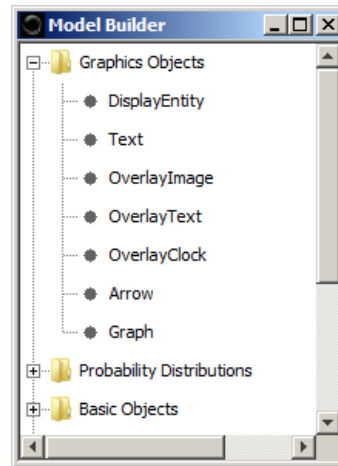 Model Builder
Graphics Objects
DisplayEntity
Text
OverlayImage
OverlayText
OverlayClock
Arrow
Graph
Probability Distributions
Basic Objects